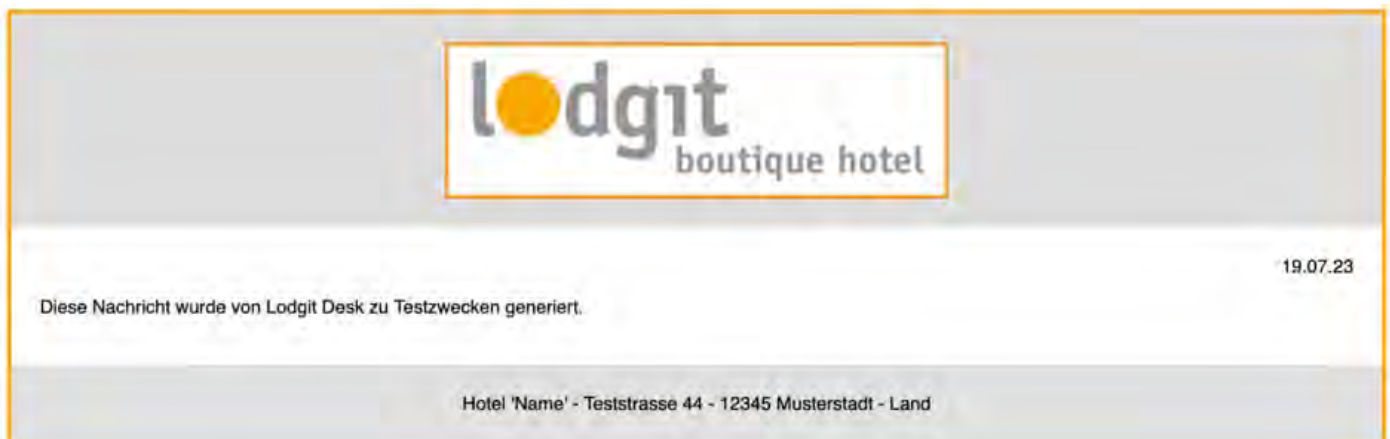 lodgit
boutique hotel
19.07.23
Diese Nachricht wurde von Lodgit Desk zu Testzwecken generiert.
Hotel 'Name' - Teststrasse 44 - 12345 Musterstadt - Land